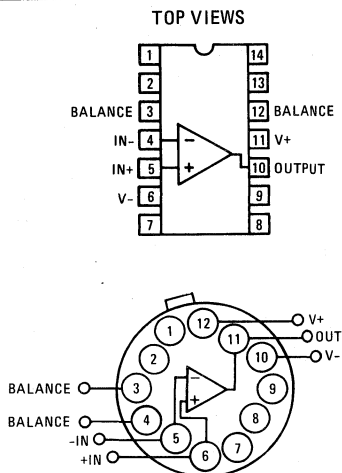 TOP VIEWS
1 14
2 13
BALANCE 3 12 BALANCE
IN- 4 − 11 V+
IN+ 5 + 10 OUTPUT
V- 6 9
7 8
12 V+
1 11 OUT
2 10 V-
BALANCE 3 − 9
+
BALANCE 4 8
-IN 5 7
+IN 6